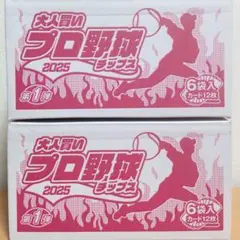 大人買い
プロ野球
2025 チップス
第1弾
6袋入
カード12枚
大人買い
プロ野球
2025 チップス
第1弾
6袋入
カード12枚